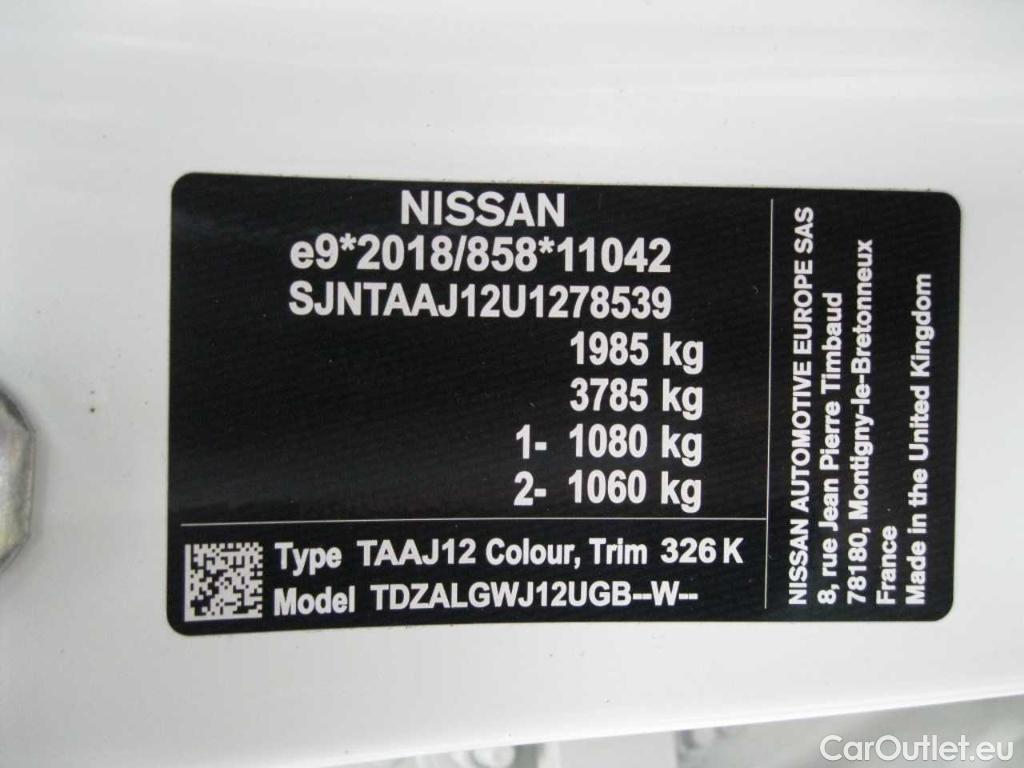 NISSAN
e9*2018/858*11042
SJNTAAJ12U1278539
1985 kg
3785 kg
1- 1080 kg
2- 1060 kg
Type TAAJ12 Colour, Trim 326 K
Model TDZALGWJ12UGB--W--
NISSAN AUTOMOTIVE EUROPE SAS
8, rue Jean Pierre Timbaud
78180, Montigny-le-Bretonneux
France
Made in the United Kingdom
CarOutlet.eu